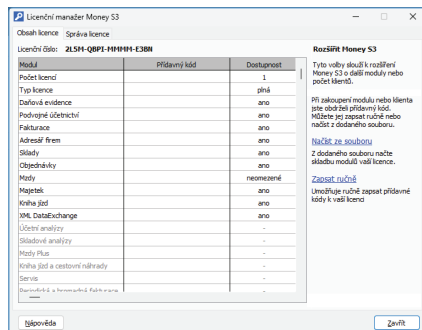 Licenční manažer Money S3
Obsah licence Správa licencí
Licenční číslo: 2L5M-QBPI-MMMM-E3BN
Modul Přídavný kód Dostupnost
Počet licencí 1
Typ licence plná
Daňová evidence ano
Podvojné účetnictví ano
Fakturace ano
Adresář firem ano
Sklady ano
Objednávky ano
Mzdy neomezeně
Majetek ano
Kniha jízd ano
XML DataExchange ano
Účetní analýzy -
Skladové analýzy -
Mzdy Plus -
Kniha jízd a cestovní náhrady -
Servis -
Periodická a hromadná fakturace -
Rozšířit Money S3
Tyto volby slouží k rozšíření
Money S3 o další moduly nebo
počet klientů.
Při zakoupení modulu nebo klienta
jste obdrželi přídavný kód.
Můžete jej zapsat ručně nebo
načíst z dodaného souboru.
Načíst ze souboru
Z dodaného souboru načte
skladbu modulů vaší licence.
Zapsat ručně
Umožňuje ručně zapsat přídavné
kódy k vaší licenci
Nápověda Zavřít